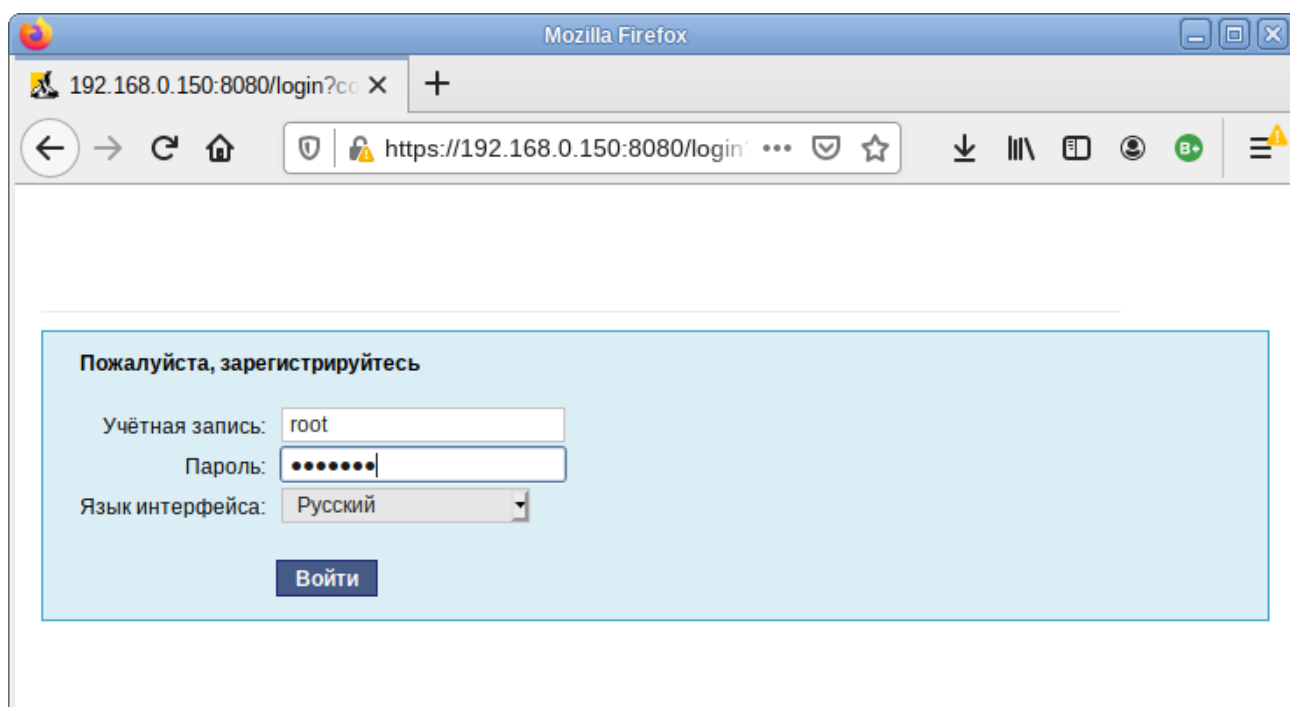 Mozilla Firefox
192.168.0.150:8080/login?co
https://192.168.0.150:8080/login
B+
Пожалуйста, зарегистрируйтесь
Учётная запись: root
Пароль: •••••••
Язык интерфейса: Русский
Войти